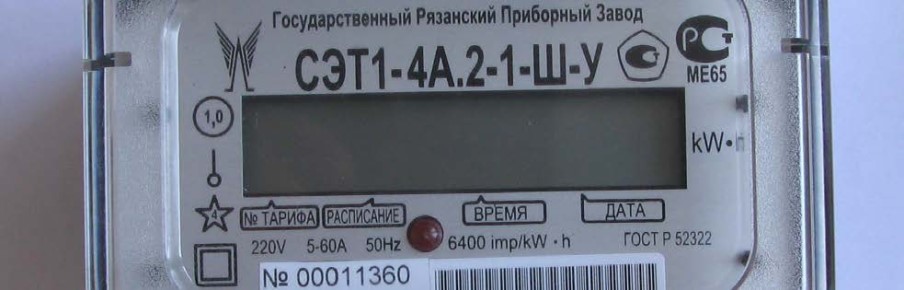 Государственный Рязанский Приборный Завод
СЭТ1-4А.2-1-Ш-У
РСТ
МЕ65
1,0
kW·h
4
№ ТАРИФА РАСПИСАНИЕ ВРЕМЯ ДАТА
220V 5-60A 50Hz 6400 imp/kW·h ГОСТ Р 52322
№ 00011360